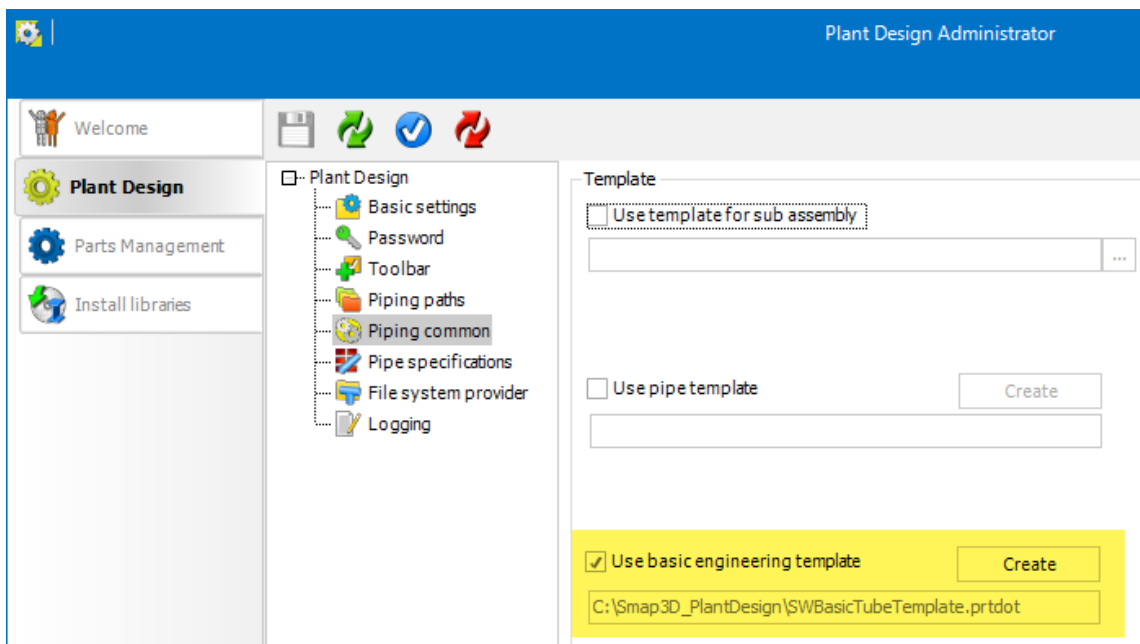 Plant Design Administrator
Welcome
Plant Design
Parts Management
Install libraries
Plant Design
Basic settings
Password
Toolbar
Piping paths
Piping common
Pipe specifications
File system provider
Logging
Template
Use template for sub assembly
...
Use pipe template
Create
Use basic engineering template
Create
C:\Smap3D_PlantDesign\SWBasicTubeTemplate.prtdot